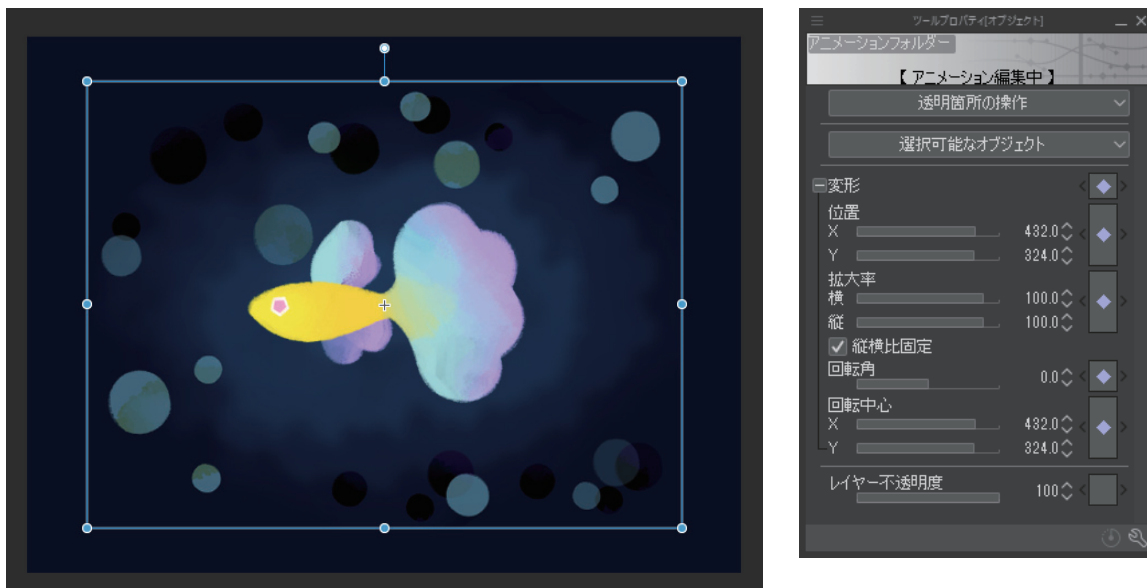 ツールプロパティ[オブジェクト]
アニメーションフォルダー
【 アニメーション編集中 】
透明箇所の操作
選択可能なオブジェクト
変形
位置
X 432.0
Y 324.0
拡大率
横 100.0
縦 100.0
縦横比固定
回転角
0.0
回転中心
X 432.0
Y 324.0
レイヤー不透明度
100